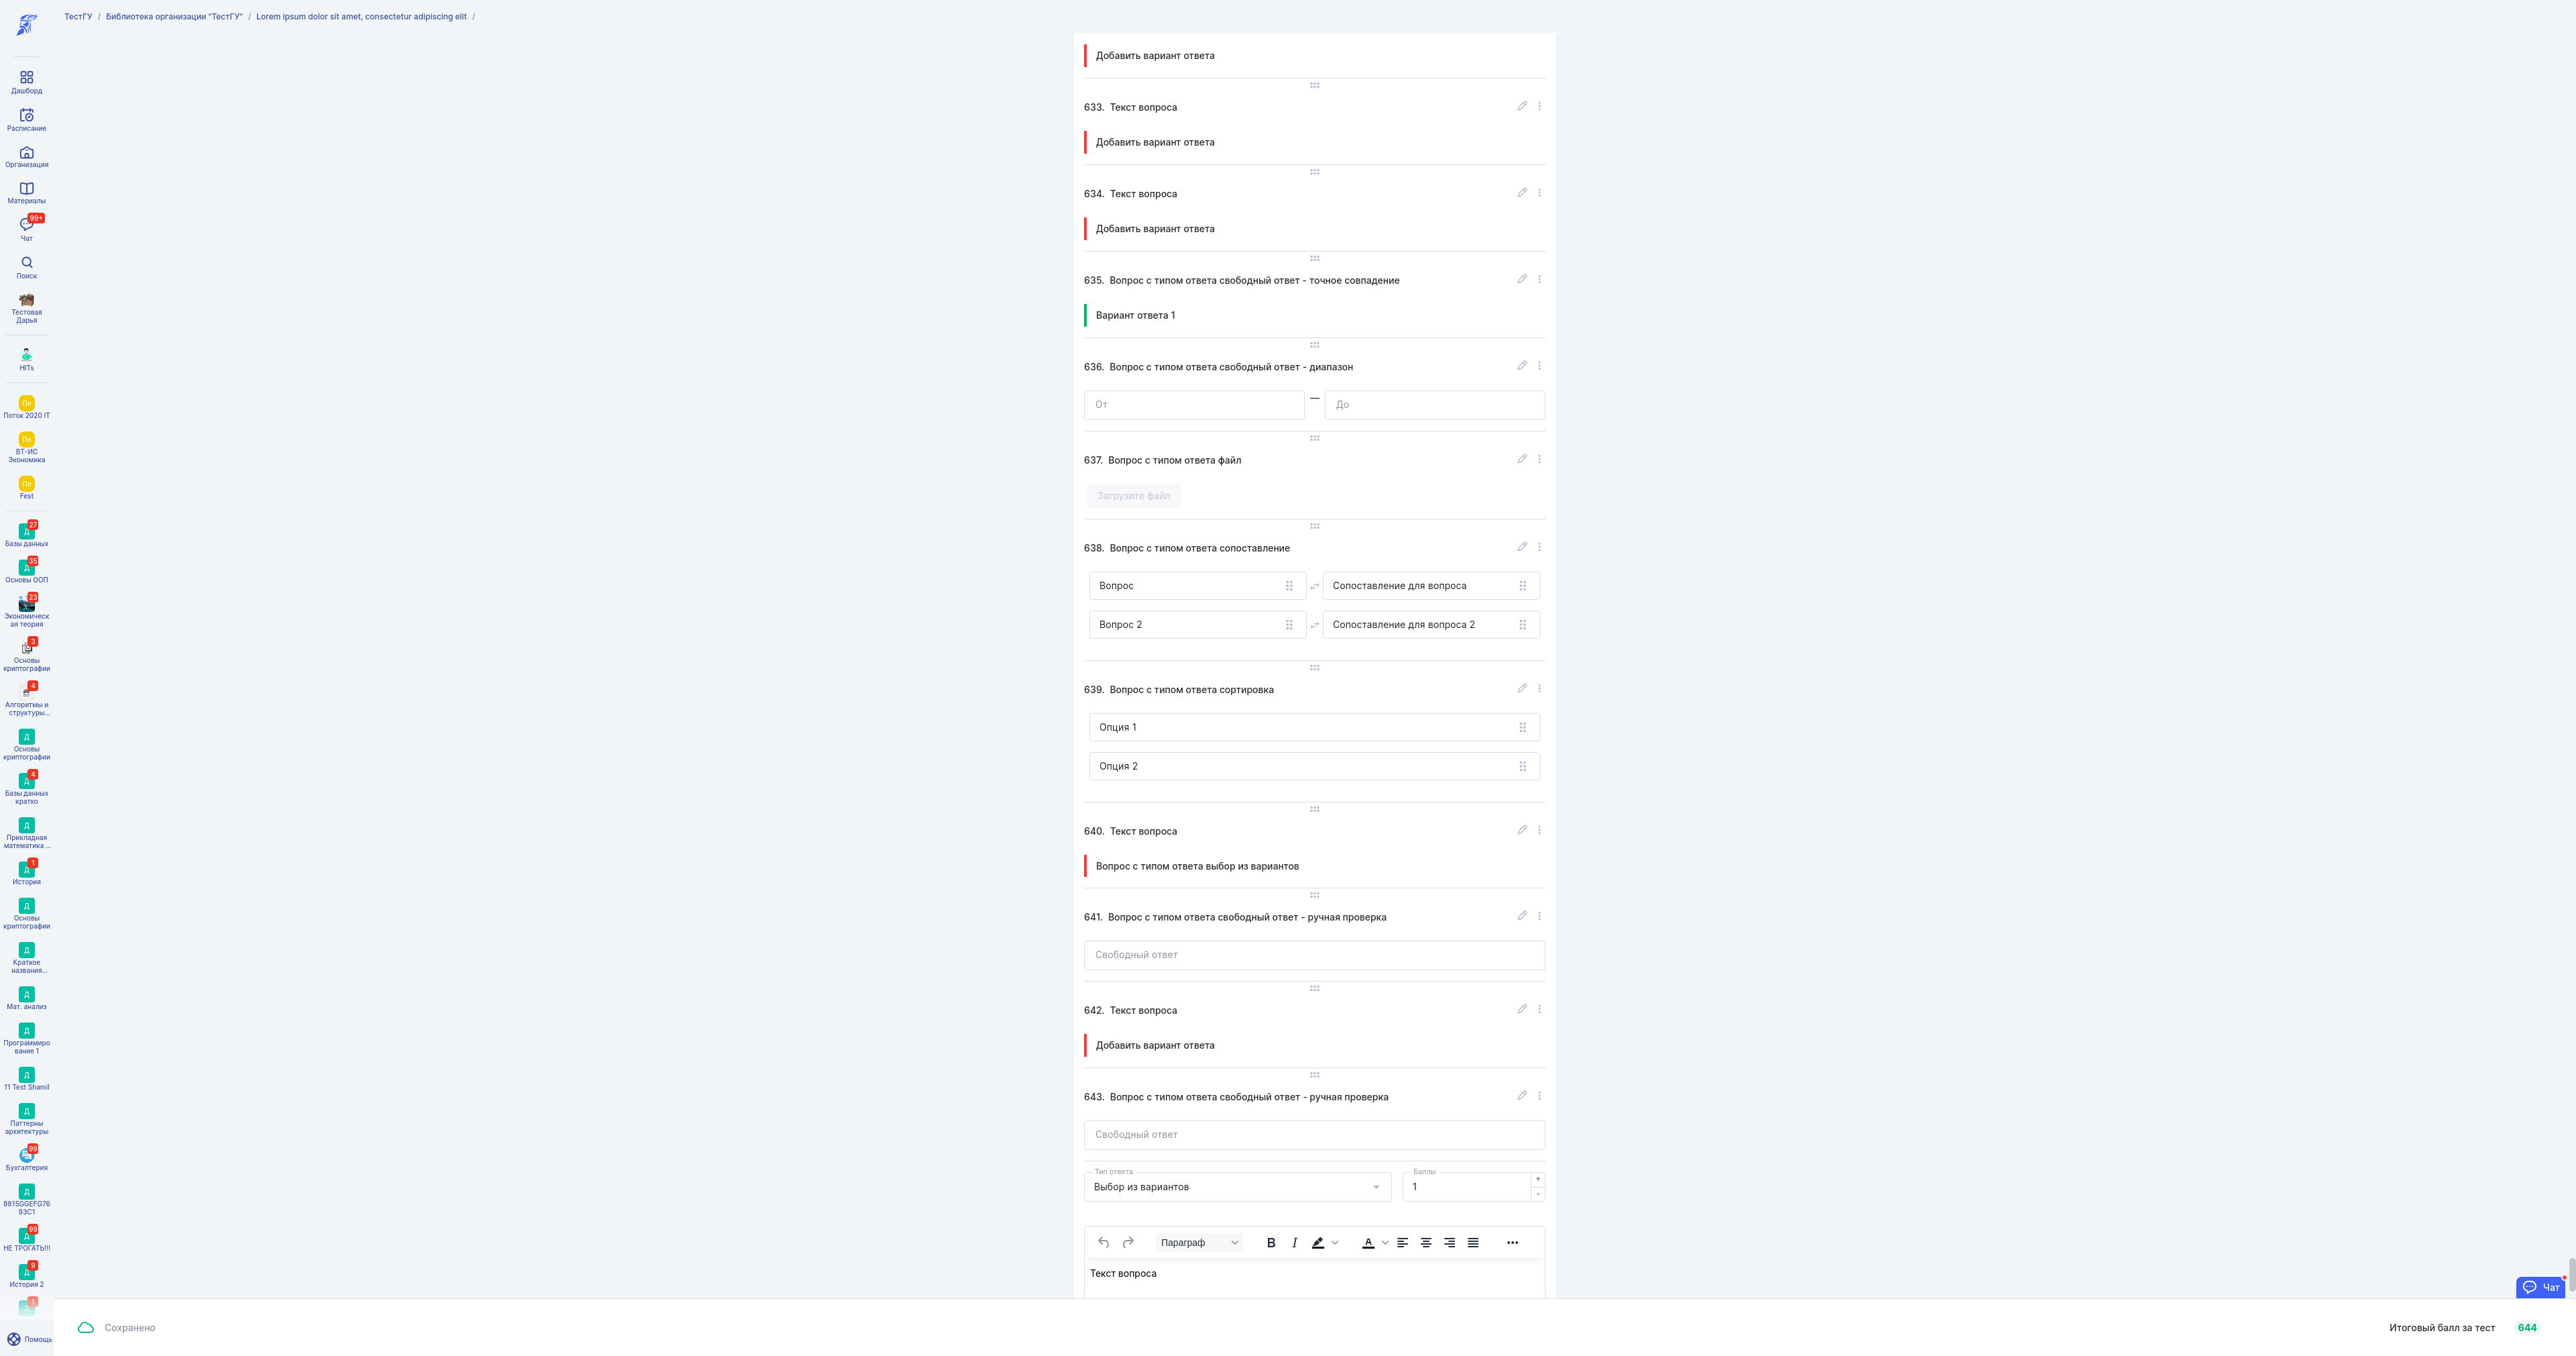 ТестГУ / Библиотека организации "ТестГУ" / Lorem ipsum dolor sit amet, consectetur adipiscing elit /
Дашборд
Расписание
Организация
Материалы
99+
Чат
Поиск
Тестовая
Дарья
HITs
По
Поток 2020 IT
По
ВТ-ИС
Экономика
По
Fest
27
Д
Базы данных
35
Д
Основы ООП
23
Экономическ
ая теория
3
Основы
криптографии
4
Алгоритмы и
структуры...
Д
Основы
криптографии
4
Д
Базы данных
кратко
Д
Прикладная
математика ...
1
Д
История
Д
Основы
криптографии
Д
Краткое
названия...
Д
Мат. анализ
Д
Программиро
вание 1
Д
11 Test Shamil
Д
Паттерны
архитектуры
99
Бухгалтерия
Д
8815GGEFG76
93C1
99
Д
НЕ ТРОГАТЬ!!!
9
Д
История 2
1
Д
Помощь
Добавить вариант ответа
633. Текст вопроса
Добавить вариант ответа
634. Текст вопроса
Добавить вариант ответа
635. Вопрос с типом ответа свободный ответ - точное совпадение
Вариант ответа 1
636. Вопрос с типом ответа свободный ответ - диапазон
От — До
637. Вопрос с типом ответа файл
Загрузите файл
638. Вопрос с типом ответа сопоставление
Вопрос Сопоставление для вопроса
Вопрос 2 Сопоставление для вопроса 2
639. Вопрос с типом ответа сортировка
Опция 1
Опция 2
640. Текст вопроса
Вопрос с типом ответа выбор из вариантов
641. Вопрос с типом ответа свободный ответ - ручная проверка
Свободный ответ
642. Текст вопроса
Добавить вариант ответа
643. Вопрос с типом ответа свободный ответ - ручная проверка
Свободный ответ
Тип ответа Баллы
Выбор из вариантов 1 + -
Параграф B I A
Текст вопроса
Чат
Сохранено
Итоговый балл за тест 644